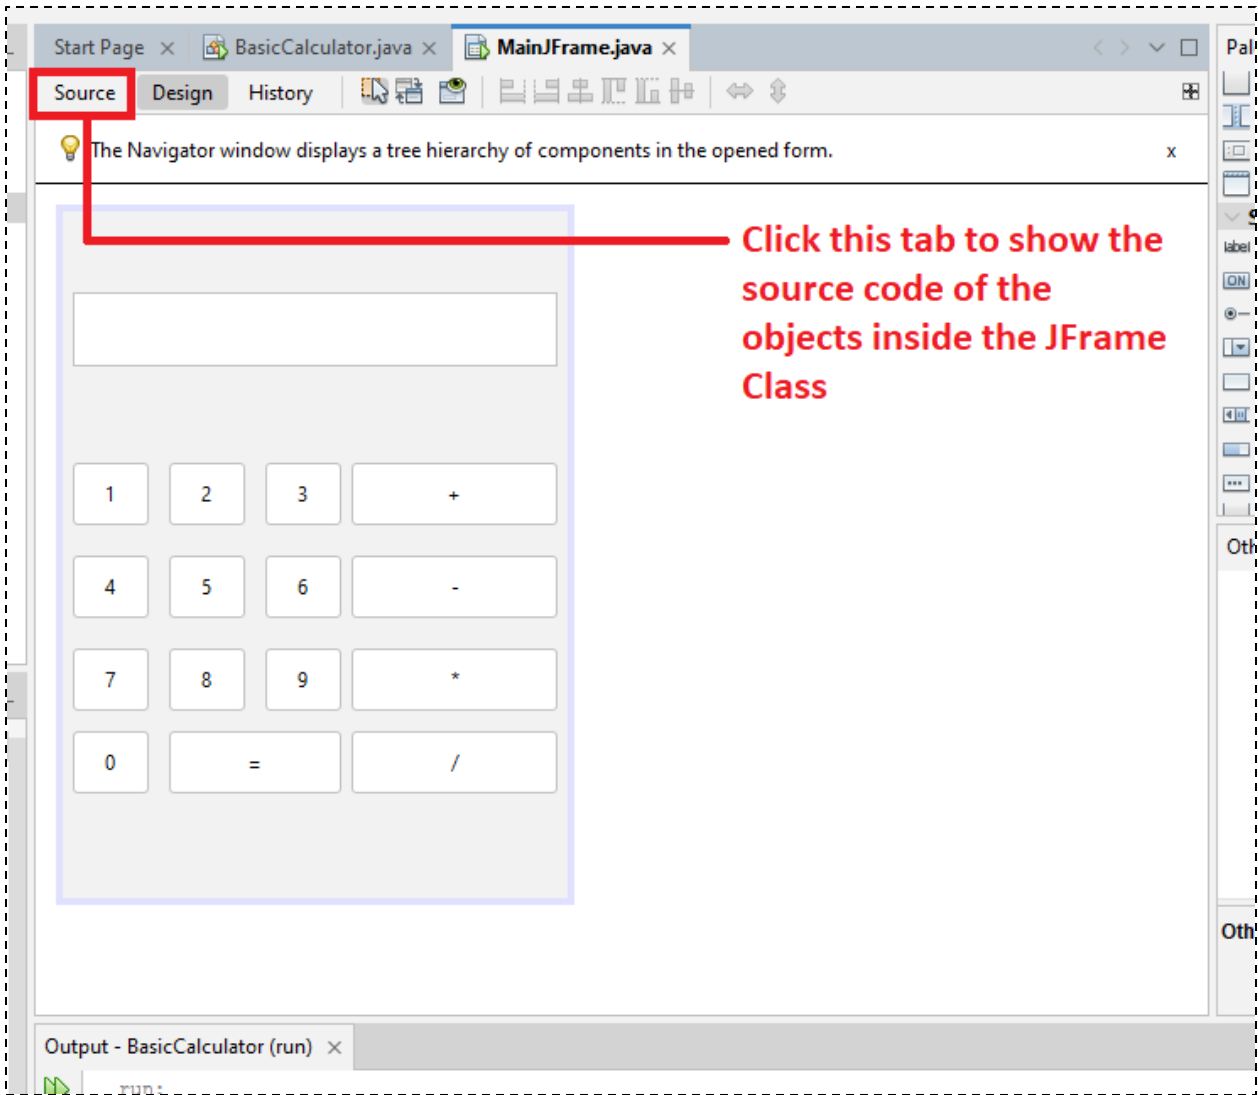 Start Page BasicCalculator.java MainJFrame.java Pal
Source Design History
The Navigator window displays a tree hierarchy of components in the opened form. x
Click this tab to show the
source code of the
objects inside the JFrame
Class
label
ON
1 2 3 +
4 5 6 -
7 8 9 *
0 = /
Oth
Oth
Output - BasicCalculator (run)
run: